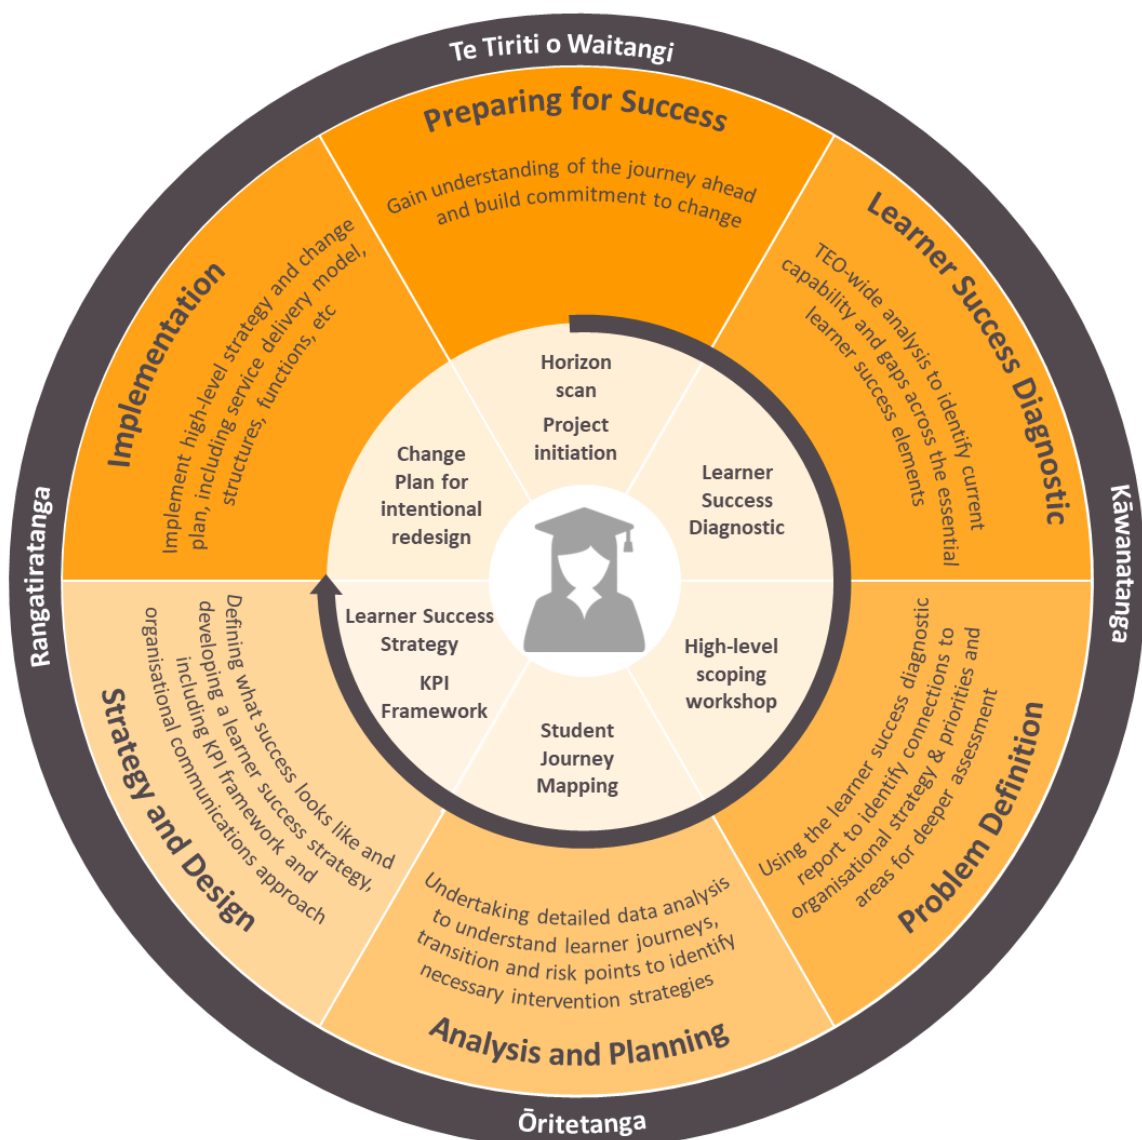 Te Tiriti o Waitangi
Preparing for Success
Gain understanding of the journey ahead
and build commitment to change
Horizon
scan
Project
initiation
Learner Success Diagnostic
TEO-wide analysis to identify current
capability and gaps across the essential
learner success elements
Learner
Success
Diagnostic
Kāwanatanga
Problem Definition
Using the learner success diagnostic
report to identify connections to
organisational strategy & priorities and
areas for deeper assessment
High-level
scoping
workshop
Analysis and Planning
Undertaking detailed data analysis
to understand learner journeys,
transition and risk points to identify
necessary intervention strategies
Student
Journey
Mapping
Ōritetanga
Strategy and Design
Defining what success looks like and
developing a learner success strategy,
including KPI framework and
organisational communications approach
Learner Success
Strategy
KPI
Framework
Rangatiratanga
Implementation
Implement high-level strategy and change
plan, including service delivery model,
structures, functions, etc
Change
Plan for
intentional
redesign